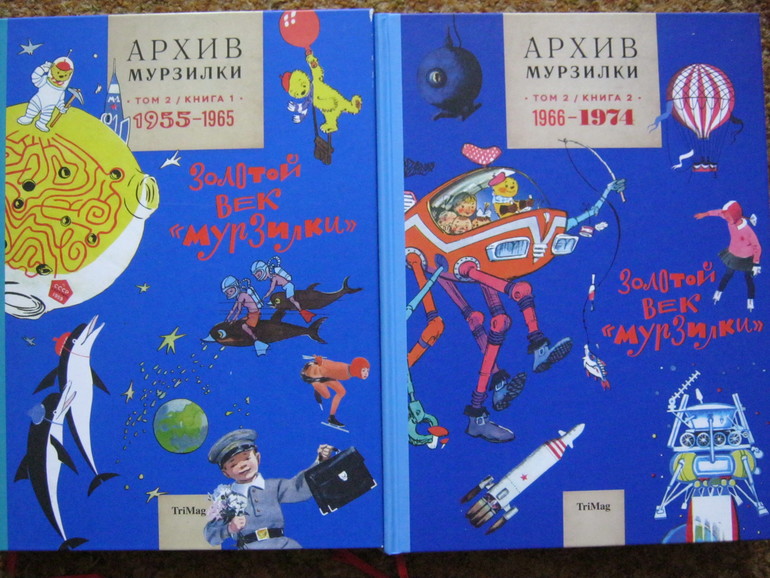 АРХИВ
МУРЗИЛКИ
• ТОМ 2 / КНИГА 1 •
1955–1965
ЗОЛОТОЙ
ВЕК
«МУРЗИЛКИ»
СССР
TriMag
АРХИВ
МУРЗИЛКИ
• ТОМ 2 / КНИГА 2 •
1966–1974
ЗОЛОТОЙ
ВЕК
«МУРЗИЛКИ»
TriMag